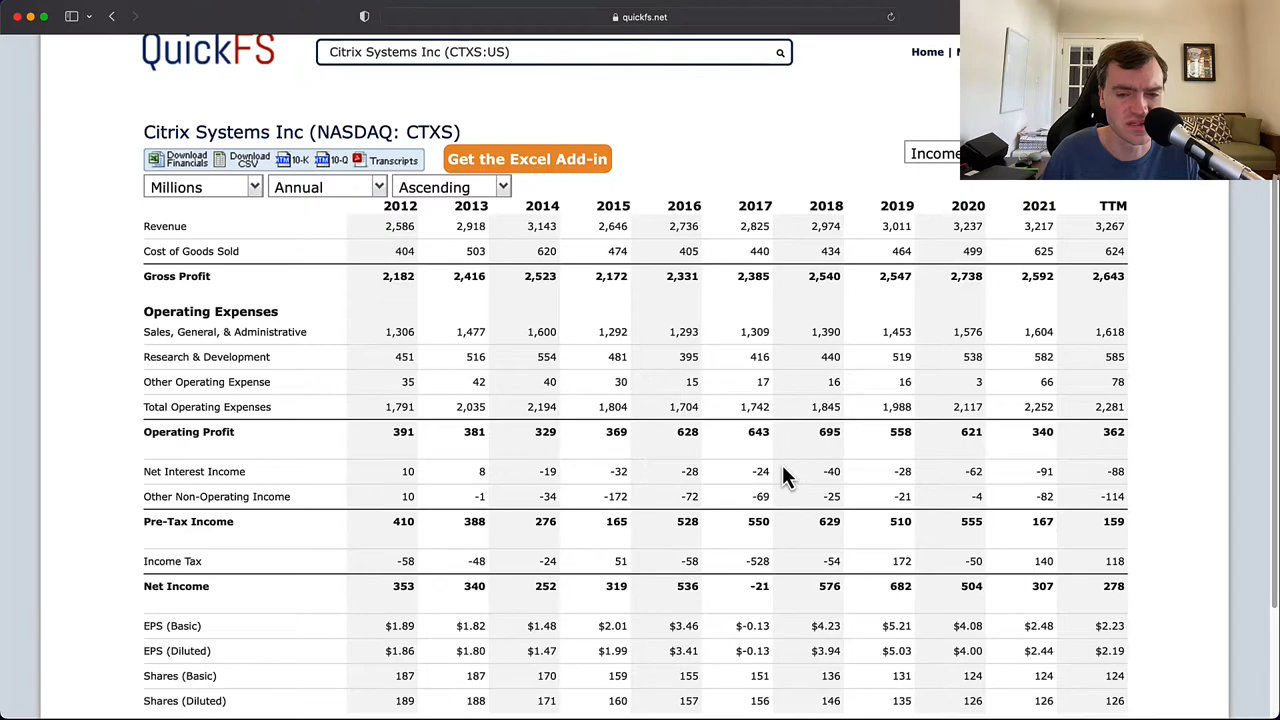 quickfs.net
QuickFS
Citrix Systems Inc (CTXS:US)
Home |
Citrix Systems Inc (NASDAQ: CTXS)
Download Financials
Download CSV
10-K
10-Q
Transcripts
Get the Excel Add-in
Income
Millions Annual Ascending
2012 2013 2014 2015 2016 2017 2018 2019 2020 2021 TTM
Revenue 2,586 2,918 3,143 2,646 2,736 2,825 2,974 3,011 3,237 3,217 3,267
Cost of Goods Sold 404 503 620 474 405 440 434 464 499 625 624
Gross Profit 2,182 2,416 2,523 2,172 2,331 2,385 2,540 2,547 2,738 2,592 2,643
Operating Expenses
Sales, General, & Administrative 1,306 1,477 1,600 1,292 1,293 1,309 1,390 1,453 1,576 1,604 1,618
Research & Development 451 516 554 481 395 416 440 519 538 582 585
Other Operating Expense 35 42 40 30 15 17 16 16 3 66 78
Total Operating Expenses 1,791 2,035 2,194 1,804 1,704 1,742 1,845 1,988 2,117 2,252 2,281
Operating Profit 391 381 329 369 628 643 695 558 621 340 362
Net Interest Income 10 8 -19 -32 -28 -24 -40 -28 -62 -91 -88
Other Non-Operating Income 10 -1 -34 -172 -72 -69 -25 -21 -4 -82 -114
Pre-Tax Income 410 388 276 165 528 550 629 510 555 167 159
Income Tax -58 -48 -24 51 -58 -528 -54 172 -50 140 118
Net Income 353 340 252 319 536 -21 576 682 504 307 278
EPS (Basic) $1.89 $1.82 $1.48 $2.01 $3.46 $-0.13 $4.23 $5.21 $4.08 $2.48 $2.23
EPS (Diluted) $1.86 $1.80 $1.47 $1.99 $3.41 $-0.13 $3.94 $5.03 $4.00 $2.44 $2.19
Shares (Basic) 187 187 170 159 155 151 136 131 124 124 124
Shares (Diluted) 189 188 171 160 157 156 146 135 126 126 126